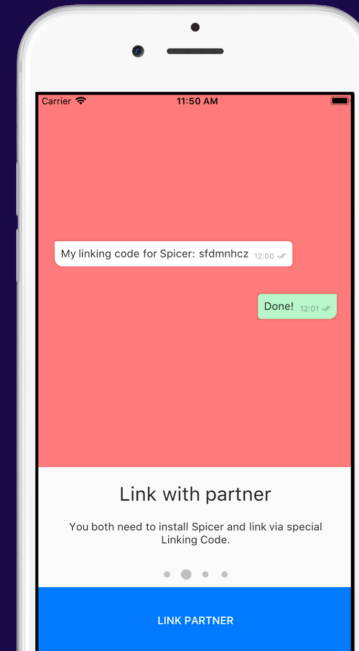 Carrier 11:50 AM
My linking code for Spicer: sfdmnhcz 12:00
Done! 12:01
Link with partner
You both need to install Spicer and link via special
Linking Code.
LINK PARTNER